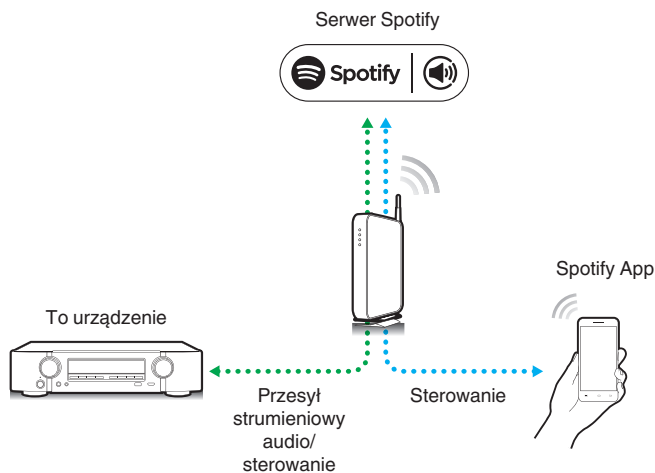 Serwer Spotify
Spotify
Spotify App
To urządzenie
Przesył
strumieniowy
audio/
sterowanie
Sterowanie